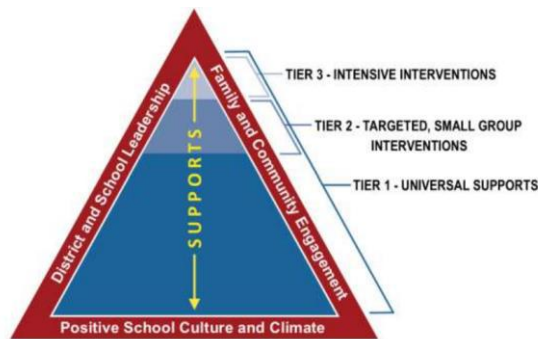 District and School Leadership
Family and Community Engagement
SUPPORTS
TIER 3 - INTENSIVE INTERVENTIONS
TIER 2 - TARGETED, SMALL GROUP
INTERVENTIONS
TIER 1 - UNIVERSAL SUPPORTS
Positive School Culture and Climate